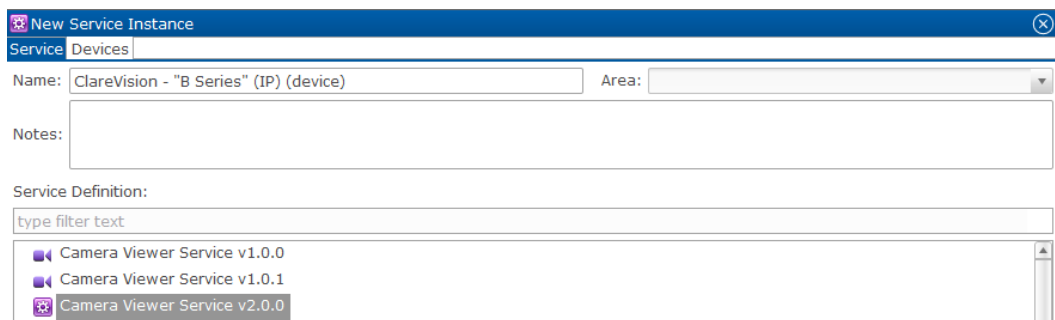 New Service Instance
Service Devices
Name: ClareVision - "B Series" (IP) (device) Area:
Notes:
Service Definition:
type filter text
Camera Viewer Service v1.0.0
Camera Viewer Service v1.0.1
Camera Viewer Service v2.0.0